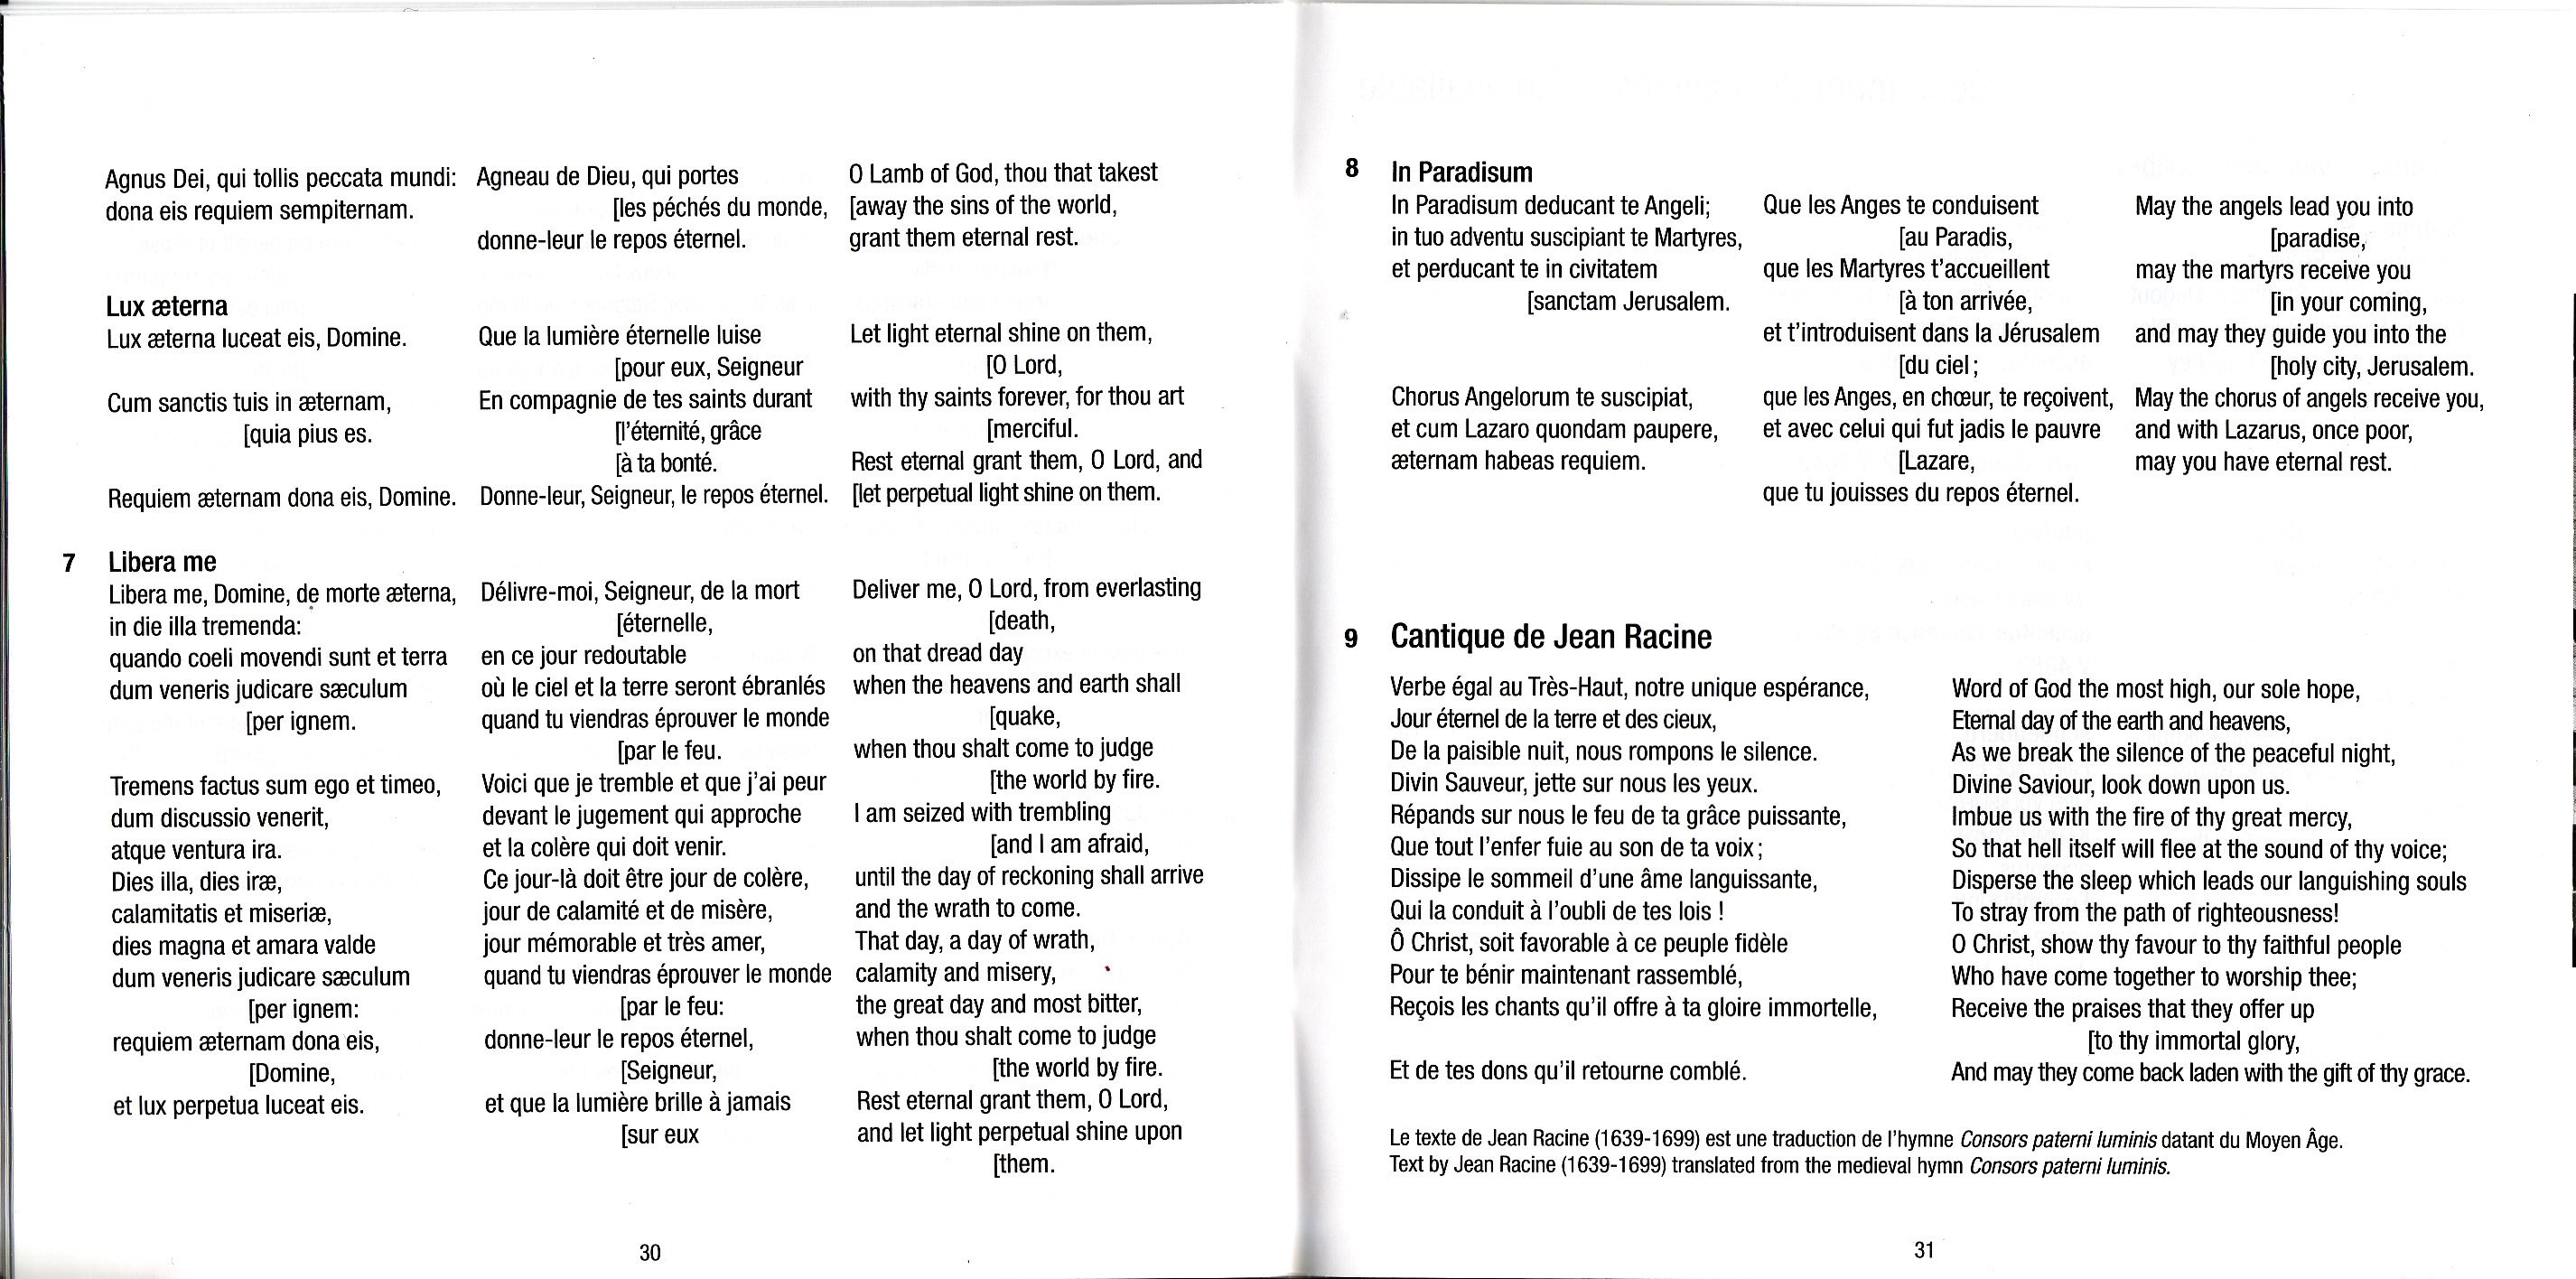 Agnus Dei, qui tollis peccata mundi:
dona eis requiem sempiternam.
Lux æterna
Lux æterna luceat eis, Domine.
Cum sanctis tuis in æternam,
[quia pius es.
Requiem æternam dona eis, Domine.
7 Libera me
Libera me, Domine, de morte æterna,
in die illa tremenda:
quando coeli movendi sunt et terra
dum veneris judicare sæculum
[per ignem.
Tremens factus sum ego et timeo,
dum discussio venerit,
atque ventura ira.
Dies illa, dies iræ,
calamitatis et miseriæ,
dies magna et amara valde
dum veneris judicare sæculum
[per ignem:
requiem æternam dona eis,
[Domine,
et lux perpetua luceat eis.
Agneau de Dieu, qui portes
[les péchés du monde,
donne-leur le repos éternel.
Que la lumière éternelle luise
[pour eux, Seigneur
En compagnie de tes saints durant
[l'éternité, grâce
[à ta bonté.
Donne-leur, Seigneur, le repos éternel.
Délivre-moi, Seigneur, de la mort
[éternelle,
en ce jour redoutable
où le ciel et la terre seront ébranlés
quand tu viendras éprouver le monde
[par le feu.
Voici que je tremble et que j'ai peur
devant le jugement qui approche
et la colère qui doit venir.
Ce jour-là doit être jour de colère,
jour de calamité et de misère,
jour mémorable et très amer,
quand tu viendras éprouver le monde
[par le feu:
donne-leur le repos éternel,
[Seigneur,
et que la lumière brille à jamais
[sur eux
O Lamb of God, thou that takest
[away the sins of the world,
grant them eternal rest.
Let light eternal shine on them,
[O Lord,
with thy saints forever, for thou art
[merciful.
Rest eternal grant them, O Lord, and
[let perpetual light shine on them.
Deliver me, O Lord, from everlasting
[death,
on that dread day
when the heavens and earth shall
[quake,
when thou shalt come to judge
[the world by fire.
I am seized with trembling
[and I am afraid,
until the day of reckoning shall arrive
and the wrath to come.
That day, a day of wrath,
calamity and misery,
the great day and most bitter,
when thou shalt come to judge
[the world by fire.
Rest eternal grant them, O Lord,
and let light perpetual shine upon
[them.
30
8 In Paradisum
In Paradisum deducant te Angeli;
in tuo adventu suscipiant te Martyres,
et perducant te in civitatem
[sanctam Jerusalem.
Chorus Angelorum te suscipiat,
et cum Lazaro quondam paupere,
æternam habeas requiem.
Que les Anges te conduisent
[au Paradis,
que les Martyres t'accueillent
[à ton arrivée,
et t'introduisent dans la Jérusalem
[du ciel ;
que les Anges, en chœur, te reçoivent,
et avec celui qui fut jadis le pauvre
[Lazare,
que tu jouisses du repos éternel.
May the angels lead you into
[paradise,
may the martyrs receive you
[in your coming,
and may they guide you into the
[holy city, Jerusalem.
May the chorus of angels receive you,
and with Lazarus, once poor,
may you have eternal rest.
9 Cantique de Jean Racine
Verbe égal au Très-Haut, notre unique espérance,
Jour éternel de la terre et des cieux,
De la paisible nuit, nous rompons le silence.
Divin Sauveur, jette sur nous les yeux.
Répands sur nous le feu de ta grâce puissante,
Que tout l'enfer fuie au son de ta voix ;
Dissipe le sommeil d'une âme languissante,
Qui la conduit à l'oubli de tes lois !
Ô Christ, soit favorable à ce peuple fidèle
Pour te bénir maintenant rassemblé,
Reçois les chants qu'il offre à ta gloire immortelle,
Et de tes dons qu'il retourne comblé.
Word of God the most high, our sole hope,
Eternal day of the earth and heavens,
As we break the silence of the peaceful night,
Divine Saviour, look down upon us.
Imbue us with the fire of thy great mercy,
So that hell itself will flee at the sound of thy voice;
Disperse the sleep which leads our languishing souls
To stray from the path of righteousness!
O Christ, show thy favour to thy faithful people
Who have come together to worship thee;
Receive the praises that they offer up
[to thy immortal glory,
And may they come back laden with the gift of thy grace.
Le texte de Jean Racine (1639-1699) est une traduction de l'hymne Consors paterni luminis datant du Moyen Âge.
Text by Jean Racine (1639-1699) translated from the medieval hymn Consors paterni luminis.
31